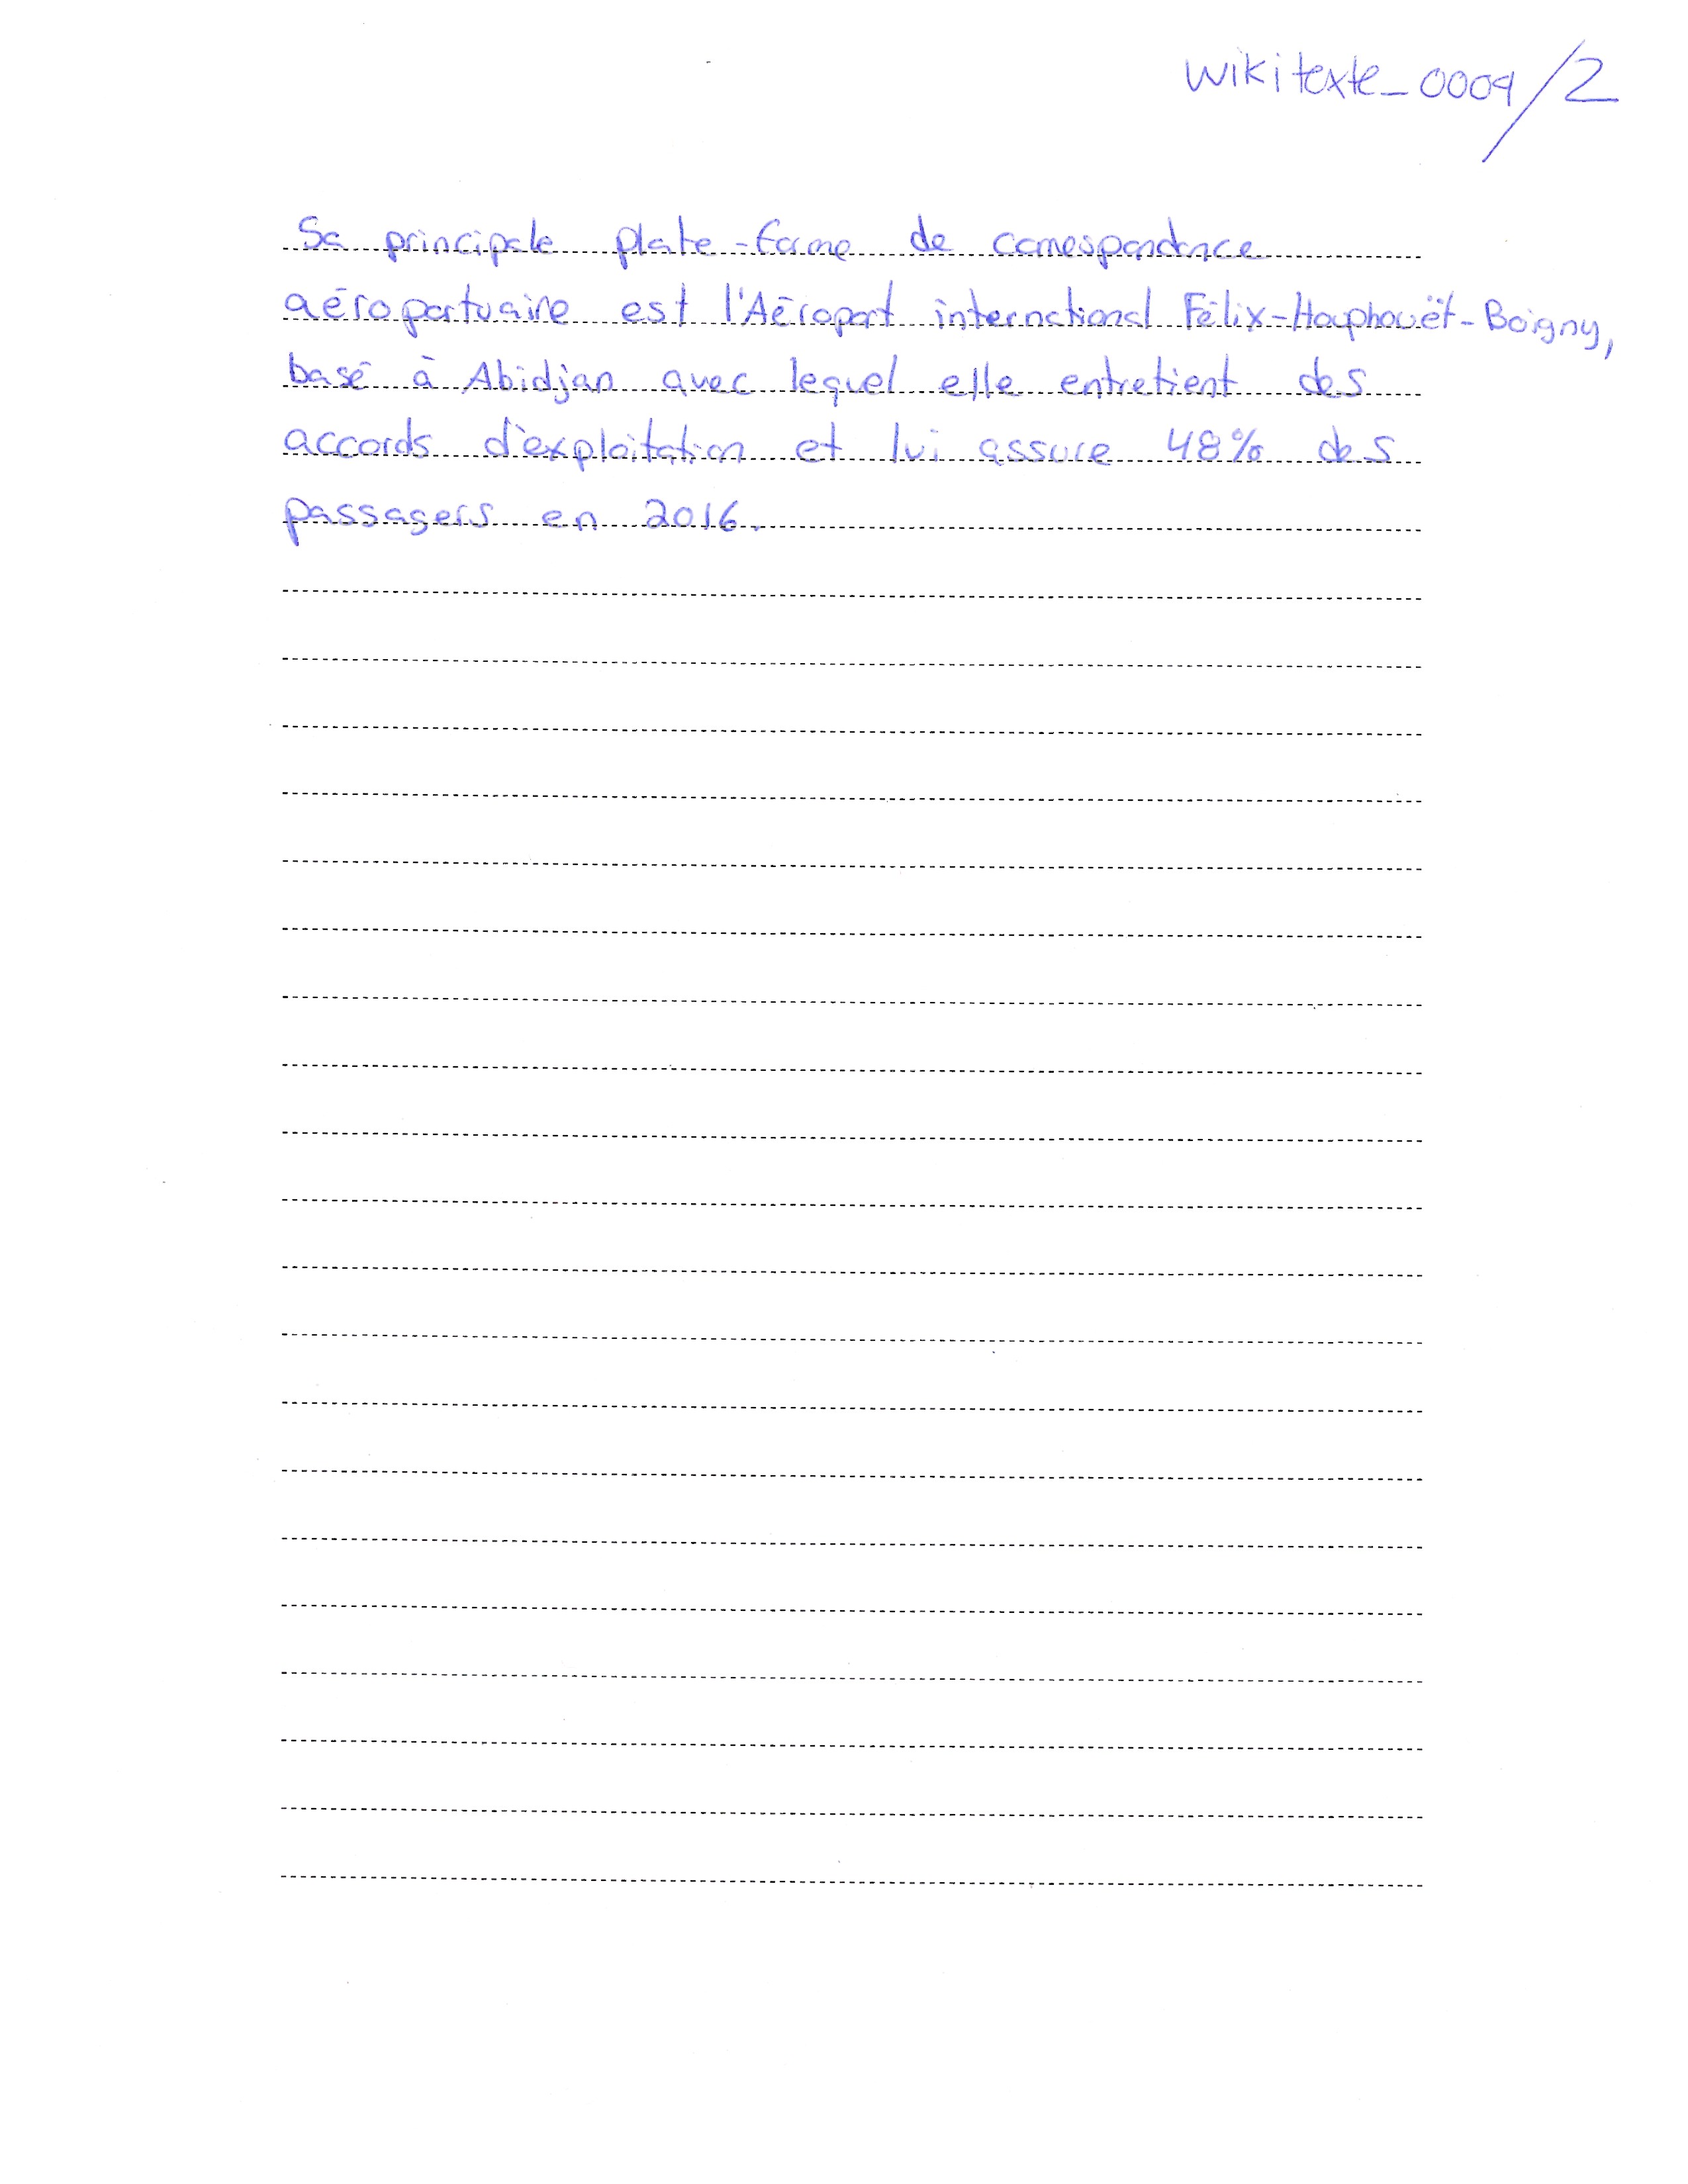 wikitexte_0009/2
Sa principale plate-forme de correspondance
aéroportuaire est l'Aéroport international Félix-Houphouët-Boigny,
basé à Abidjan avec lequel elle entretient des
accords d'exploitation et lui assure 48% des
passagers en 2016.